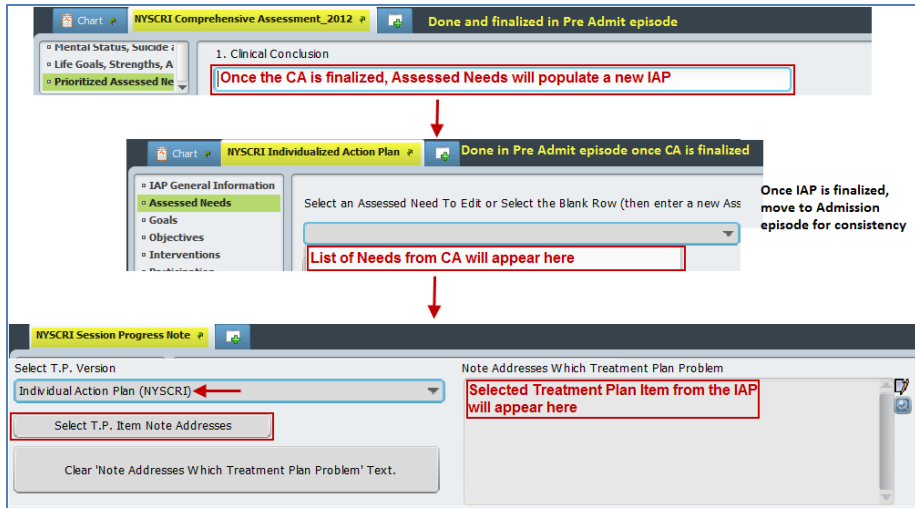 Chart
NYSCRI Comprehensive Assessment_2012
Done and finalized in Pre Admit episode
Mental Status, Suicide
Life Goals, Strengths, A
Prioritized Assessed Ne
1. Clinical Conclusion
Once the CA is finalized, Assessed Needs will populate a new IAP
Chart
NYSCRI Individualized Action Plan
Done in Pre Admit episode once CA is finalized
IAP General Information
Assessed Needs
Goals
Objectives
Interventions
Select an Assessed Need To Edit or Select the Blank Row (then enter a new Ass
List of Needs from CA will appear here
Once IAP is finalized,
move to Admission
episode for consistency
NYSCRI Session Progress Note
Select T.P. Version
Individual Action Plan (NYSCRI)
Select T.P. Item Note Addresses
Clear 'Note Addresses Which Treatment Plan Problem' Text.
Note Addresses Which Treatment Plan Problem
Selected Treatment Plan Item from the IAP
will appear here